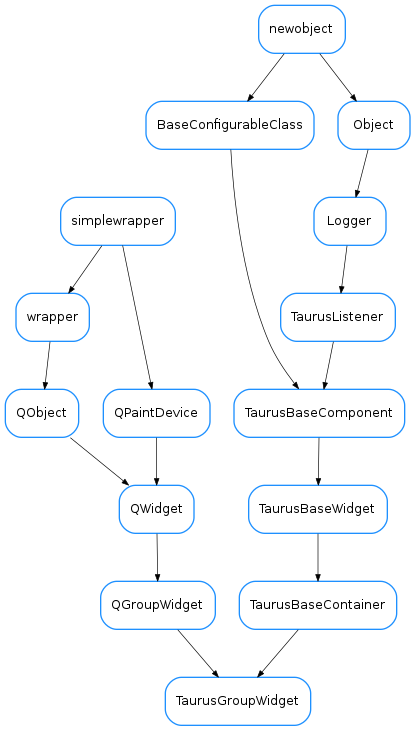 newobject
BaseConfigurableClass
Object
simplewrapper
Logger
wrapper
TaurusListener
QObject
QPaintDevice
TaurusBaseComponent
QWidget
TaurusBaseWidget
QGroupWidget
TaurusBaseContainer
TaurusGroupWidget